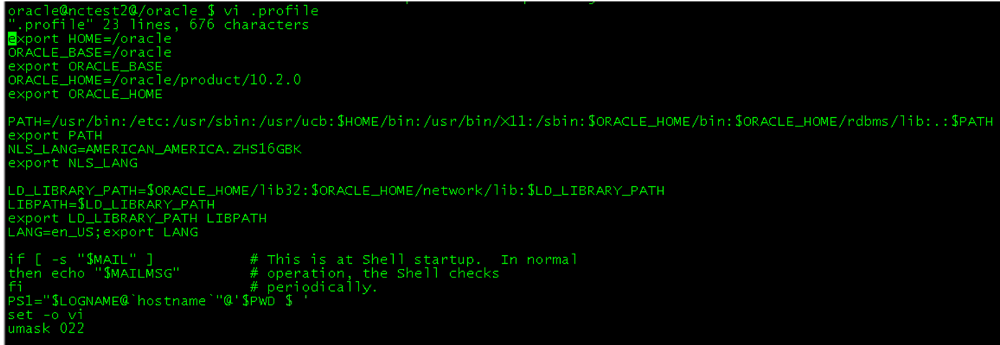 oracle@nctest2@/oracle $ vi .profile
".profile" 23 lines, 676 characters
export HOME=/oracle
ORACLE_BASE=/oracle
export ORACLE_BASE
ORACLE_HOME=/oracle/product/10.2.0
export ORACLE_HOME
PATH=/usr/bin:/etc:/usr/sbin:/usr/ucb:$HOME/bin:/usr/bin/X11:/sbin:$ORACLE_HOME/bin:$ORACLE_HOME/rdbms/lib:.:$PATH
export PATH
NLS_LANG=AMERICAN_AMERICA.ZHS16GBK
export NLS_LANG
LD_LIBRARY_PATH=$ORACLE_HOME/lib32:$ORACLE_HOME/network/lib:$LD_LIBRARY_PATH
LIBPATH=$LD_LIBRARY_PATH
export LD_LIBRARY_PATH LIBPATH
LANG=en_US;export LANG
if [ -s "$MAIL" ]           # This is at Shell startup.  In normal
then echo "$MAILMSG"        # operation, the Shell checks
fi                          # periodically.
PS1="$LOGNAME@`hostname`"@'$PWD $ '
set -o vi
umask 022